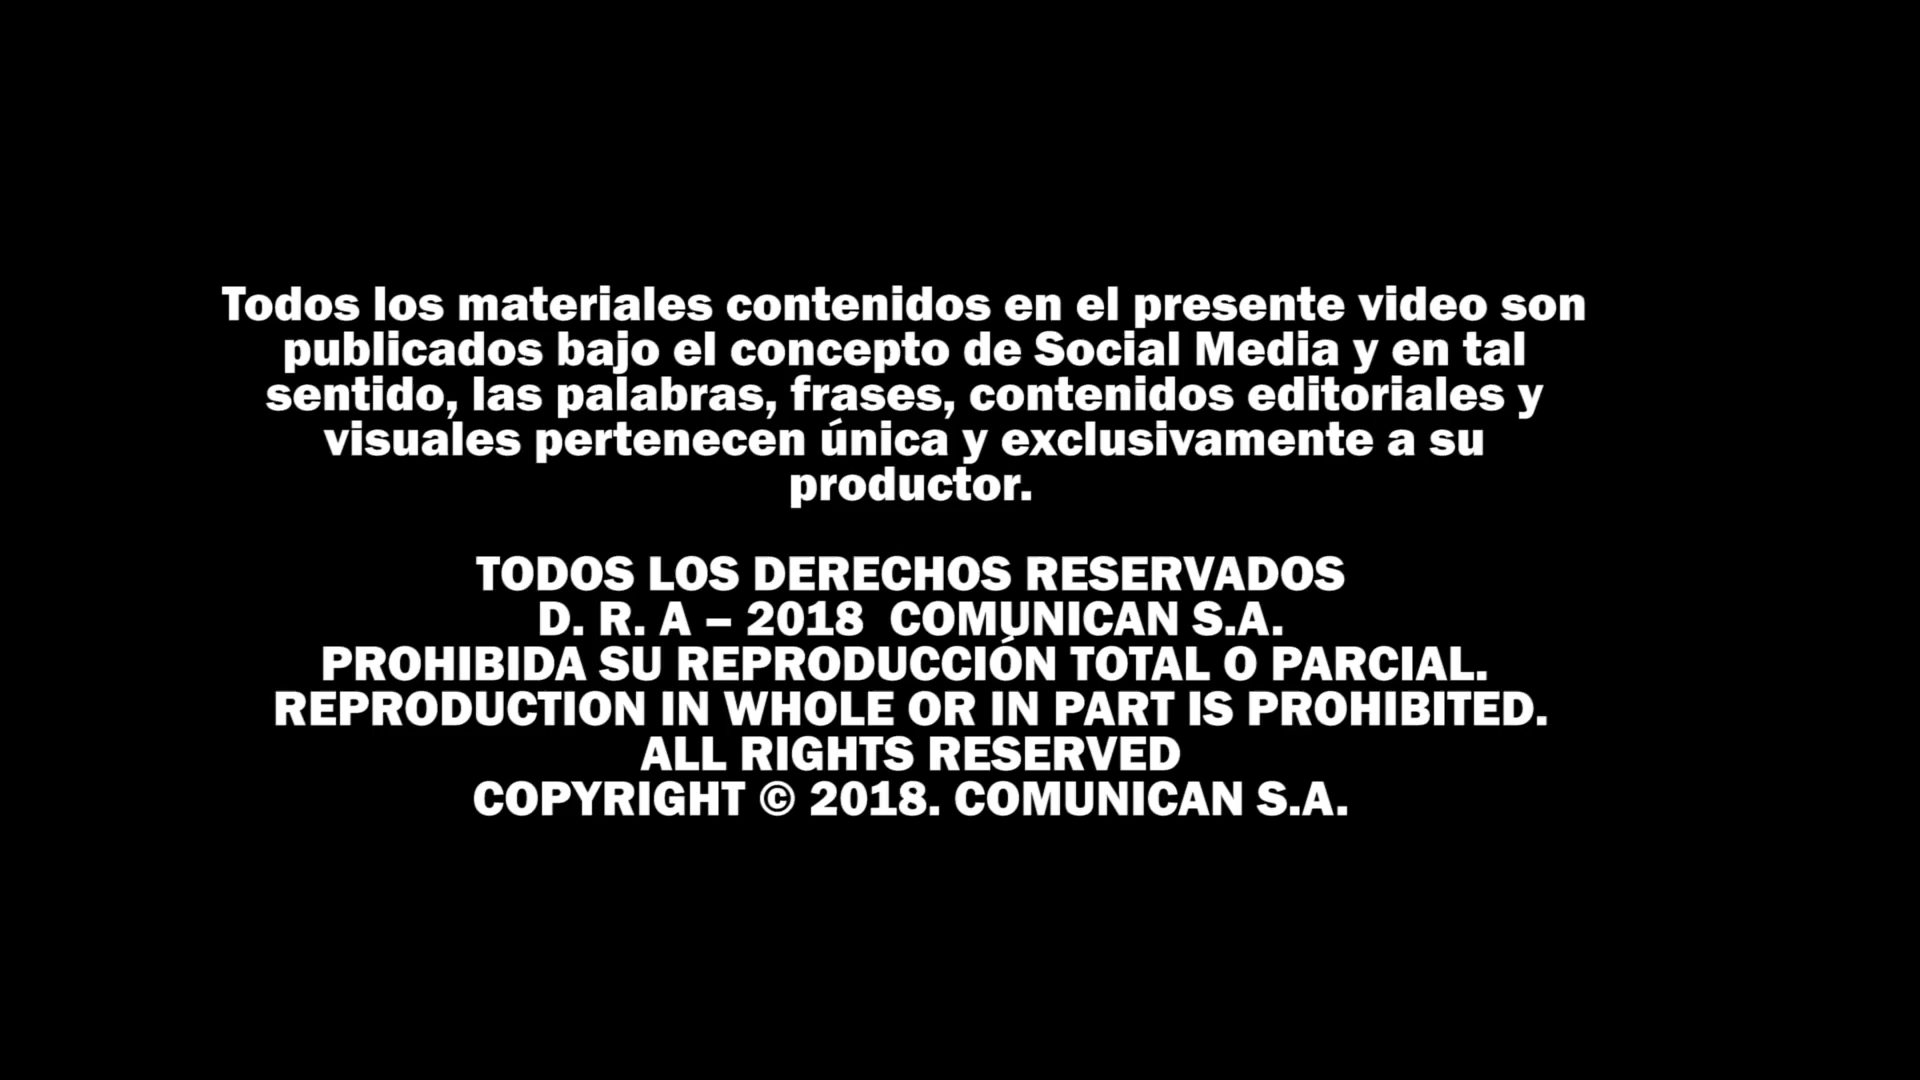 Todos los materiales contenidos en el presente video son
publicados bajo el concepto de Social Media y en tal
sentido, las palabras, frases, contenidos editoriales y
visuales pertenecen única y exclusivamente a su
productor.
TODOS LOS DERECHOS RESERVADOS
D. R. A – 2018  COMUNICAN S.A.
PROHIBIDA SU REPRODUCCIÓN TOTAL O PARCIAL.
REPRODUCTION IN WHOLE OR IN PART IS PROHIBITED.
ALL RIGHTS RESERVED
COPYRIGHT © 2018. COMUNICAN S.A.